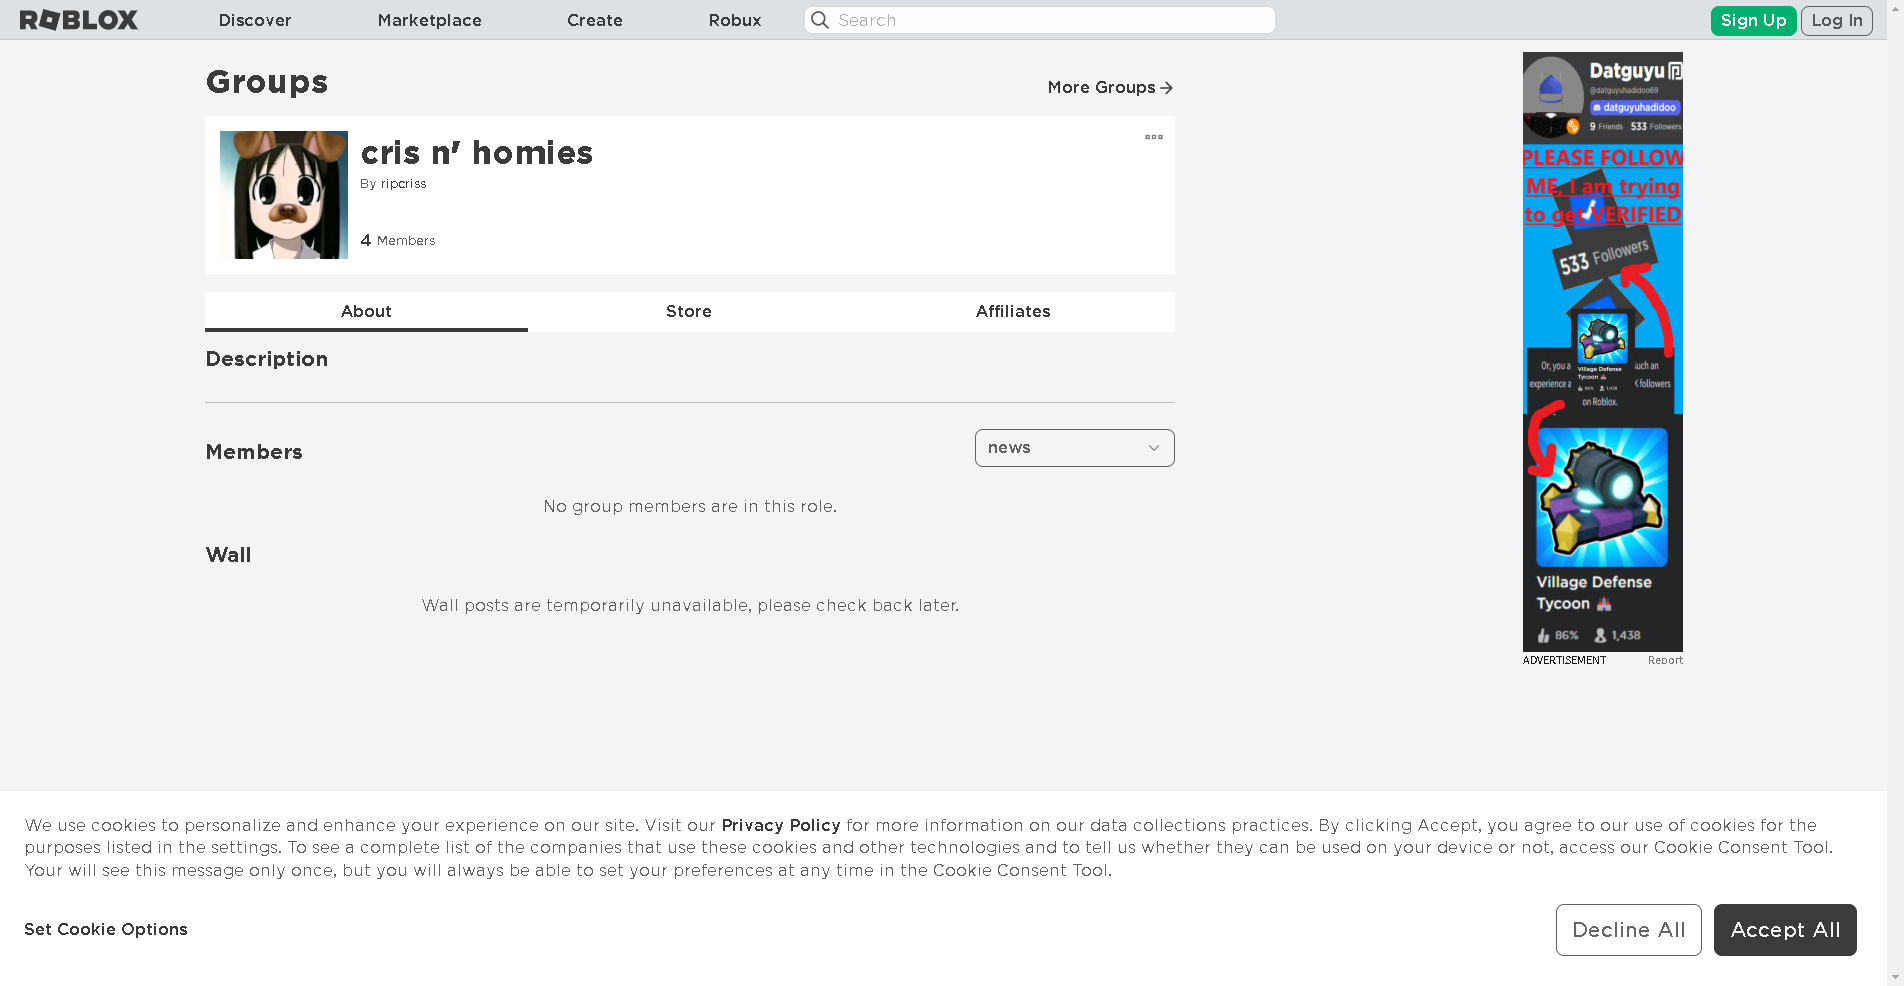 ROBLOX
Discover
Marketplace
Create
Robux
Search
Sign Up
Log In
Groups
More Groups
cris n' homies
By ripcriss
4 Members
About
Store
Affiliates
Description
Members
news
No group members are in this role.
Wall
Wall posts are temporarily unavailable, please check back later.
Datguyu
@datguyuhadidoo69
datguyuhadidoo
9 Friends 533 Followers
PLEASE FOLLOW
ME, I am trying
to get VERIFIED
533 Followers
Or, you a
such an
experience a
K followers
on Roblox.
Village Defense
Tycoon
86% 1,438
Village Defense
Tycoon
86% 1,438
ADVERTISEMENT
Report
We use cookies to personalize and enhance your experience on our site. Visit our Privacy Policy for more information on our data collections practices. By clicking Accept, you agree to our use of cookies for the
purposes listed in the settings. To see a complete list of the companies that use these cookies and other technologies and to tell us whether they can be used on your device or not, access our Cookie Consent Tool.
Your will see this message only once, but you will always be able to set your preferences at any time in the Cookie Consent Tool.
Set Cookie Options
Decline All
Accept All